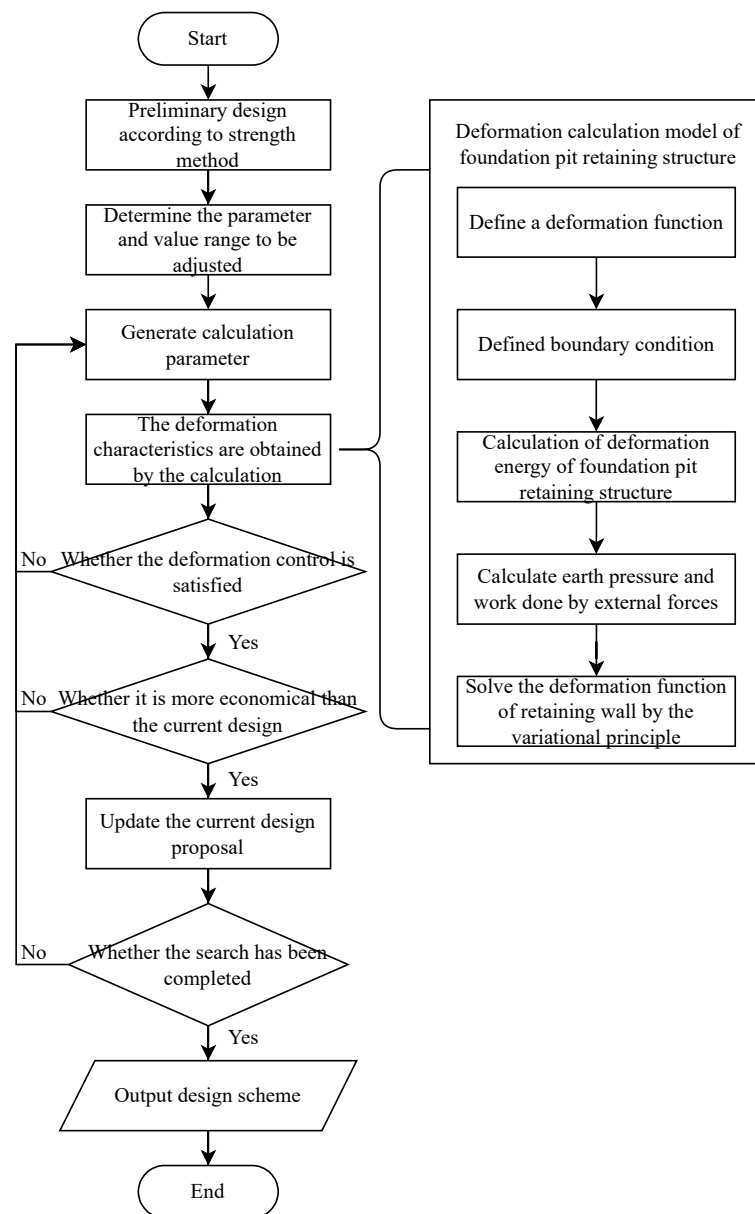 Start
Preliminary design
according to strength
method
Determine the parameter
and value range to be
adjusted
Generate calculation
parameter
The deformation
characteristics are obtained
by the calculation
No
Whether the deformation control is
satisfied
Yes
No
Whether it is more economical than
the current design
Yes
Update the current design
proposal
No
Whether the search has been
completed
Yes
Output design scheme
End
Deformation calculation model of
foundation pit retaining structure
Define a deformation function
Defined boundary condition
Calculation of deformation
energy of foundation pit
retaining structure
Calculate earth pressure and
work done by external forces
Solve the deformation function
of retaining wall by the
variational principle